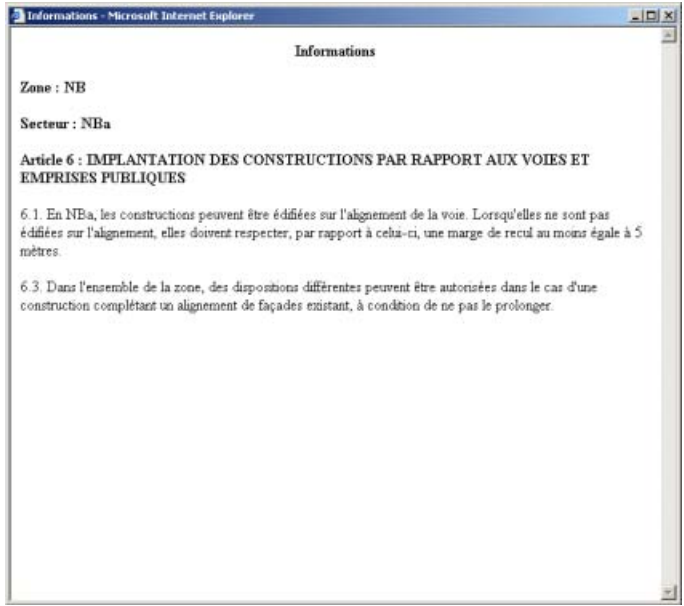 Informations - Microsoft Internet Explorer
Informations
Zone : NB
Secteur : NBa
Article 6 : IMPLANTATION DES CONSTRUCTIONS PAR RAPPORT AUX VOIES ET
EMPRISES PUBLIQUES
6.1. En NBa, les constructions peuvent être édifiées sur l'alignement de la voie. Lorsqu'elles ne sont pas
édifiées sur l'alignement, elles doivent respecter, par rapport à celui-ci, une marge de recul au moins égale à 5
mètres.
6.3. Dans l'ensemble de la zone, des dispositions différentes peuvent être autorisées dans le cas d'une
construction complétant un alignement de façades existant, à condition de ne pas le prolonger.